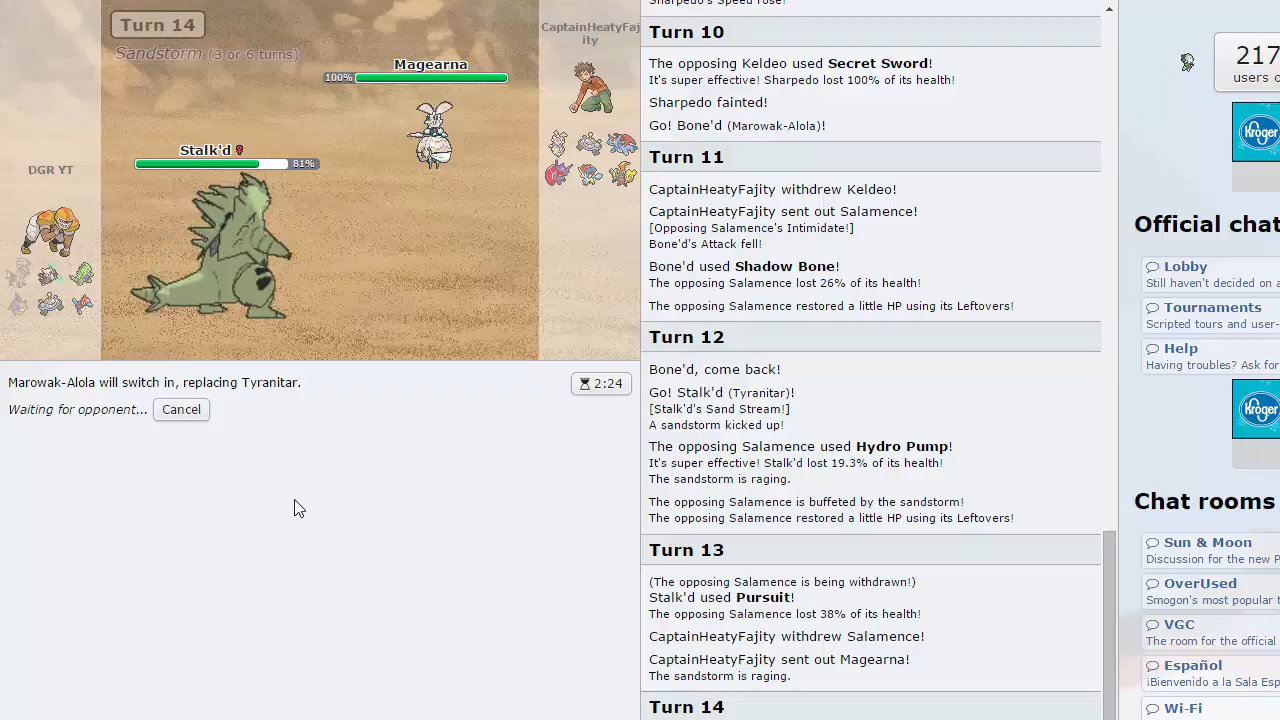 Turn 14
Sandstorm (3 or 6 turns)
CaptainHeatyFaj
ity
Magearna
100%
Stalk'd
81%
DGR YT
Marowak-Alola will switch in, replacing Tyranitar.
2:24
Waiting for opponent...
Cancel
Sharpedo's Speed rose!
Turn 10
The opposing Keldeo used Secret Sword!
It's super effective! Sharpedo lost 100% of its health!
Sharpedo fainted!
Go! Bone'd (Marowak-Alola)!
Turn 11
CaptainHeatyFajity withdrew Keldeo!
CaptainHeatyFajity sent out Salamence!
[Opposing Salamence's Intimidate!]
Bone'd's Attack fell!
Bone'd used Shadow Bone!
The opposing Salamence lost 26% of its health!
The opposing Salamence restored a little HP using its Leftovers!
Turn 12
Bone'd, come back!
Go! Stalk'd (Tyranitar)!
[Stalk'd's Sand Stream!]
A sandstorm kicked up!
The opposing Salamence used Hydro Pump!
It's super effective! Stalk'd lost 19.3% of its health!
The sandstorm is raging.
The opposing Salamence is buffeted by the sandstorm!
The opposing Salamence restored a little HP using its Leftovers!
Turn 13
(The opposing Salamence is being withdrawn!)
Stalk'd used Pursuit!
The opposing Salamence lost 38% of its health!
CaptainHeatyFajity withdrew Salamence!
CaptainHeatyFajity sent out Magearna!
The sandstorm is raging.
Turn 14
217
users o
Kroger
Official chat
Lobby
Still haven't decided on a
Tournaments
Scripted tours and user-
Help
Having troubles? Ask for
Kroger
Chat rooms
Sun & Moon
Discussion for the new P
OverUsed
Smogon's most popular t
VGC
The room for the official
Español
¡Bienvenido a la Sala Esp
Wi-Fi